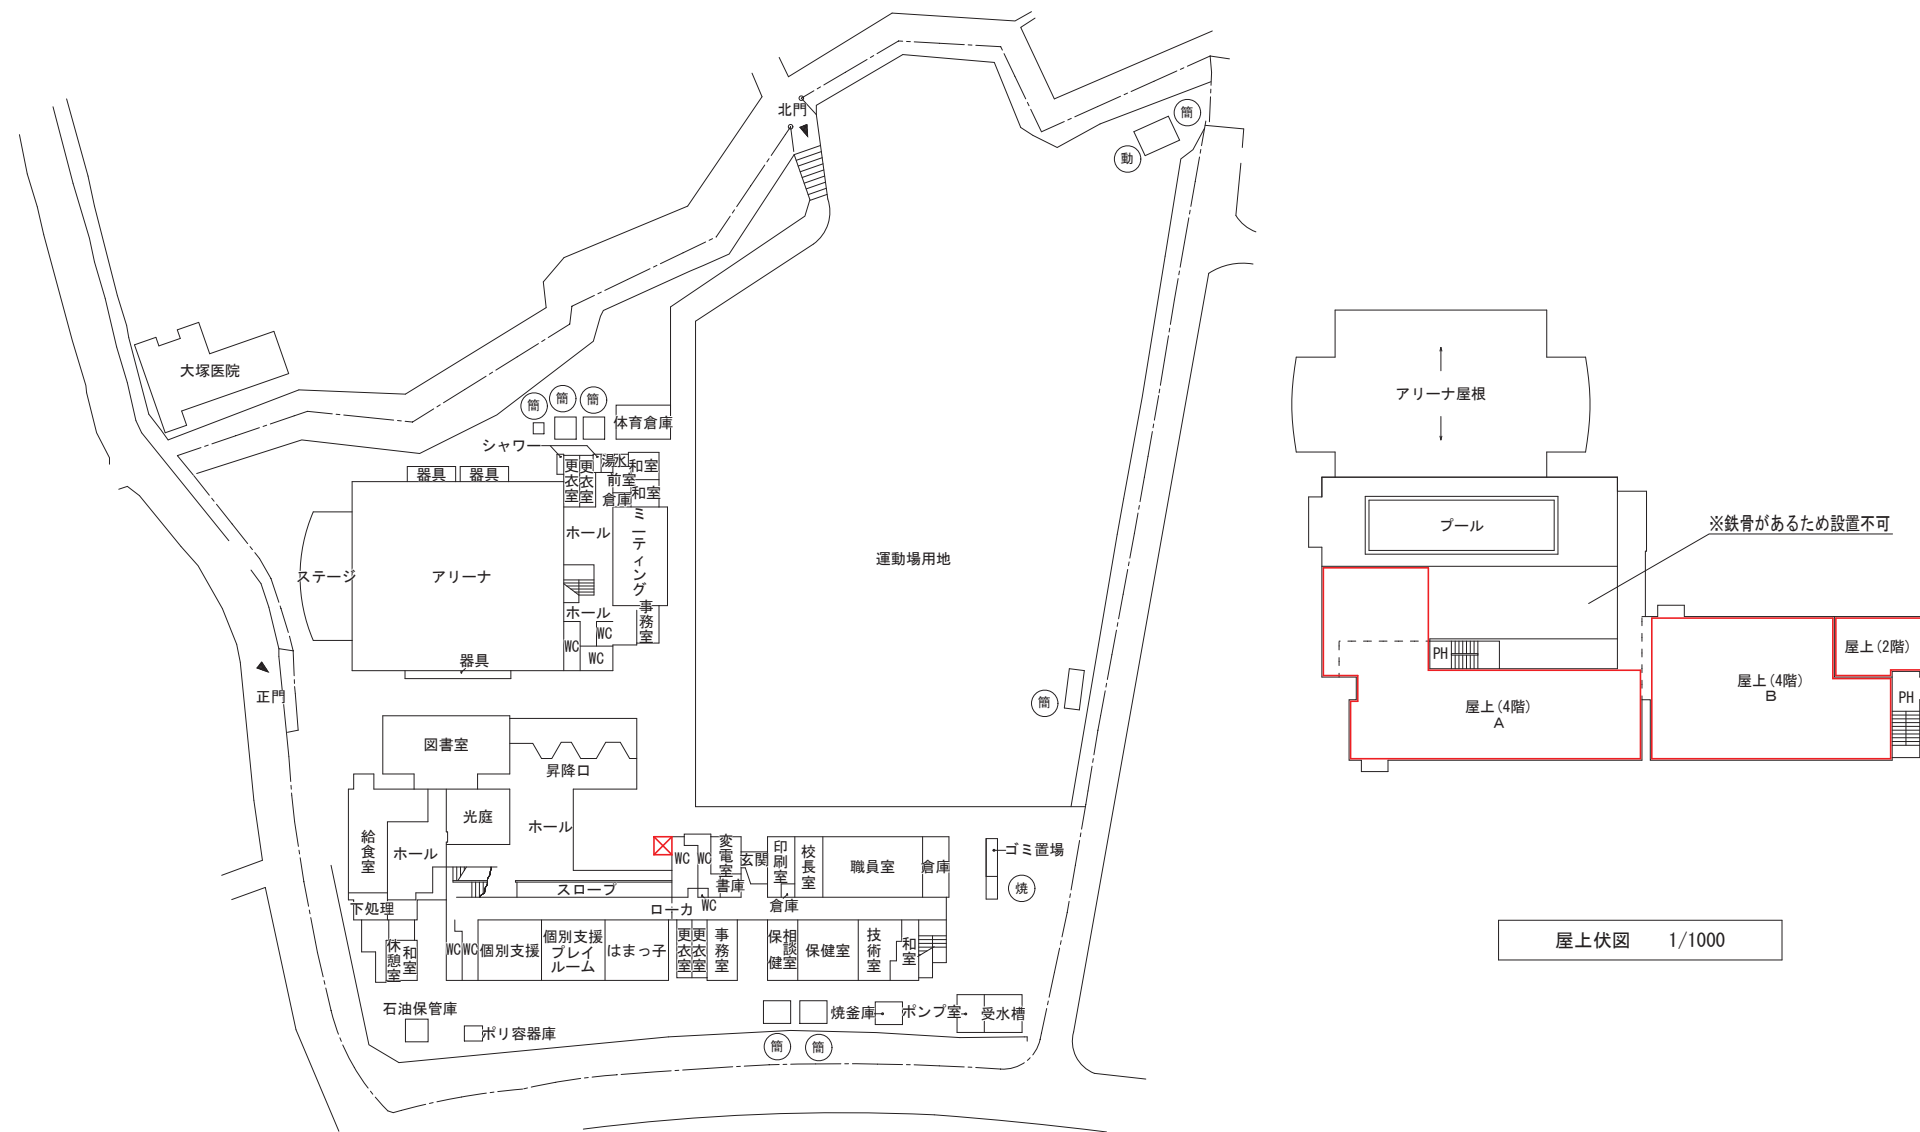 北門
簡
動
大塚医院
簡
簡
簡
体育倉庫
シャワー
更衣室
更衣室
湯水
前室
倉庫
和室
和室
器具
器具
ホール
ミーティング
ステージ
アリーナ
ホール
事務室
WC
WC
WC
器具
正門
運動場用地
簡
図書室
昇降口
光庭
ホール
給食室
ホール
WC
WC
変電室
書庫
玄関
印刷室
校長室
職員室
倉庫
ゴミ置場
焼
スロープ
WC
倉庫
下処理
ローカ
休憩室
和室
WC
WC
個別支援
個別支援
プレイ
ルーム
はまっ子
更衣室
更衣室
事務室
保健
相談室
保健室
技術室
和室
石油保管庫
ポリ容器庫
焼釜庫
ポンプ室
受水槽
簡
簡
アリーナ屋根
プール
※鉄骨があるため設置不可
PH
屋上(4階)
A
屋上(4階)
B
屋上(2階)
PH
屋上伏図 1/1000